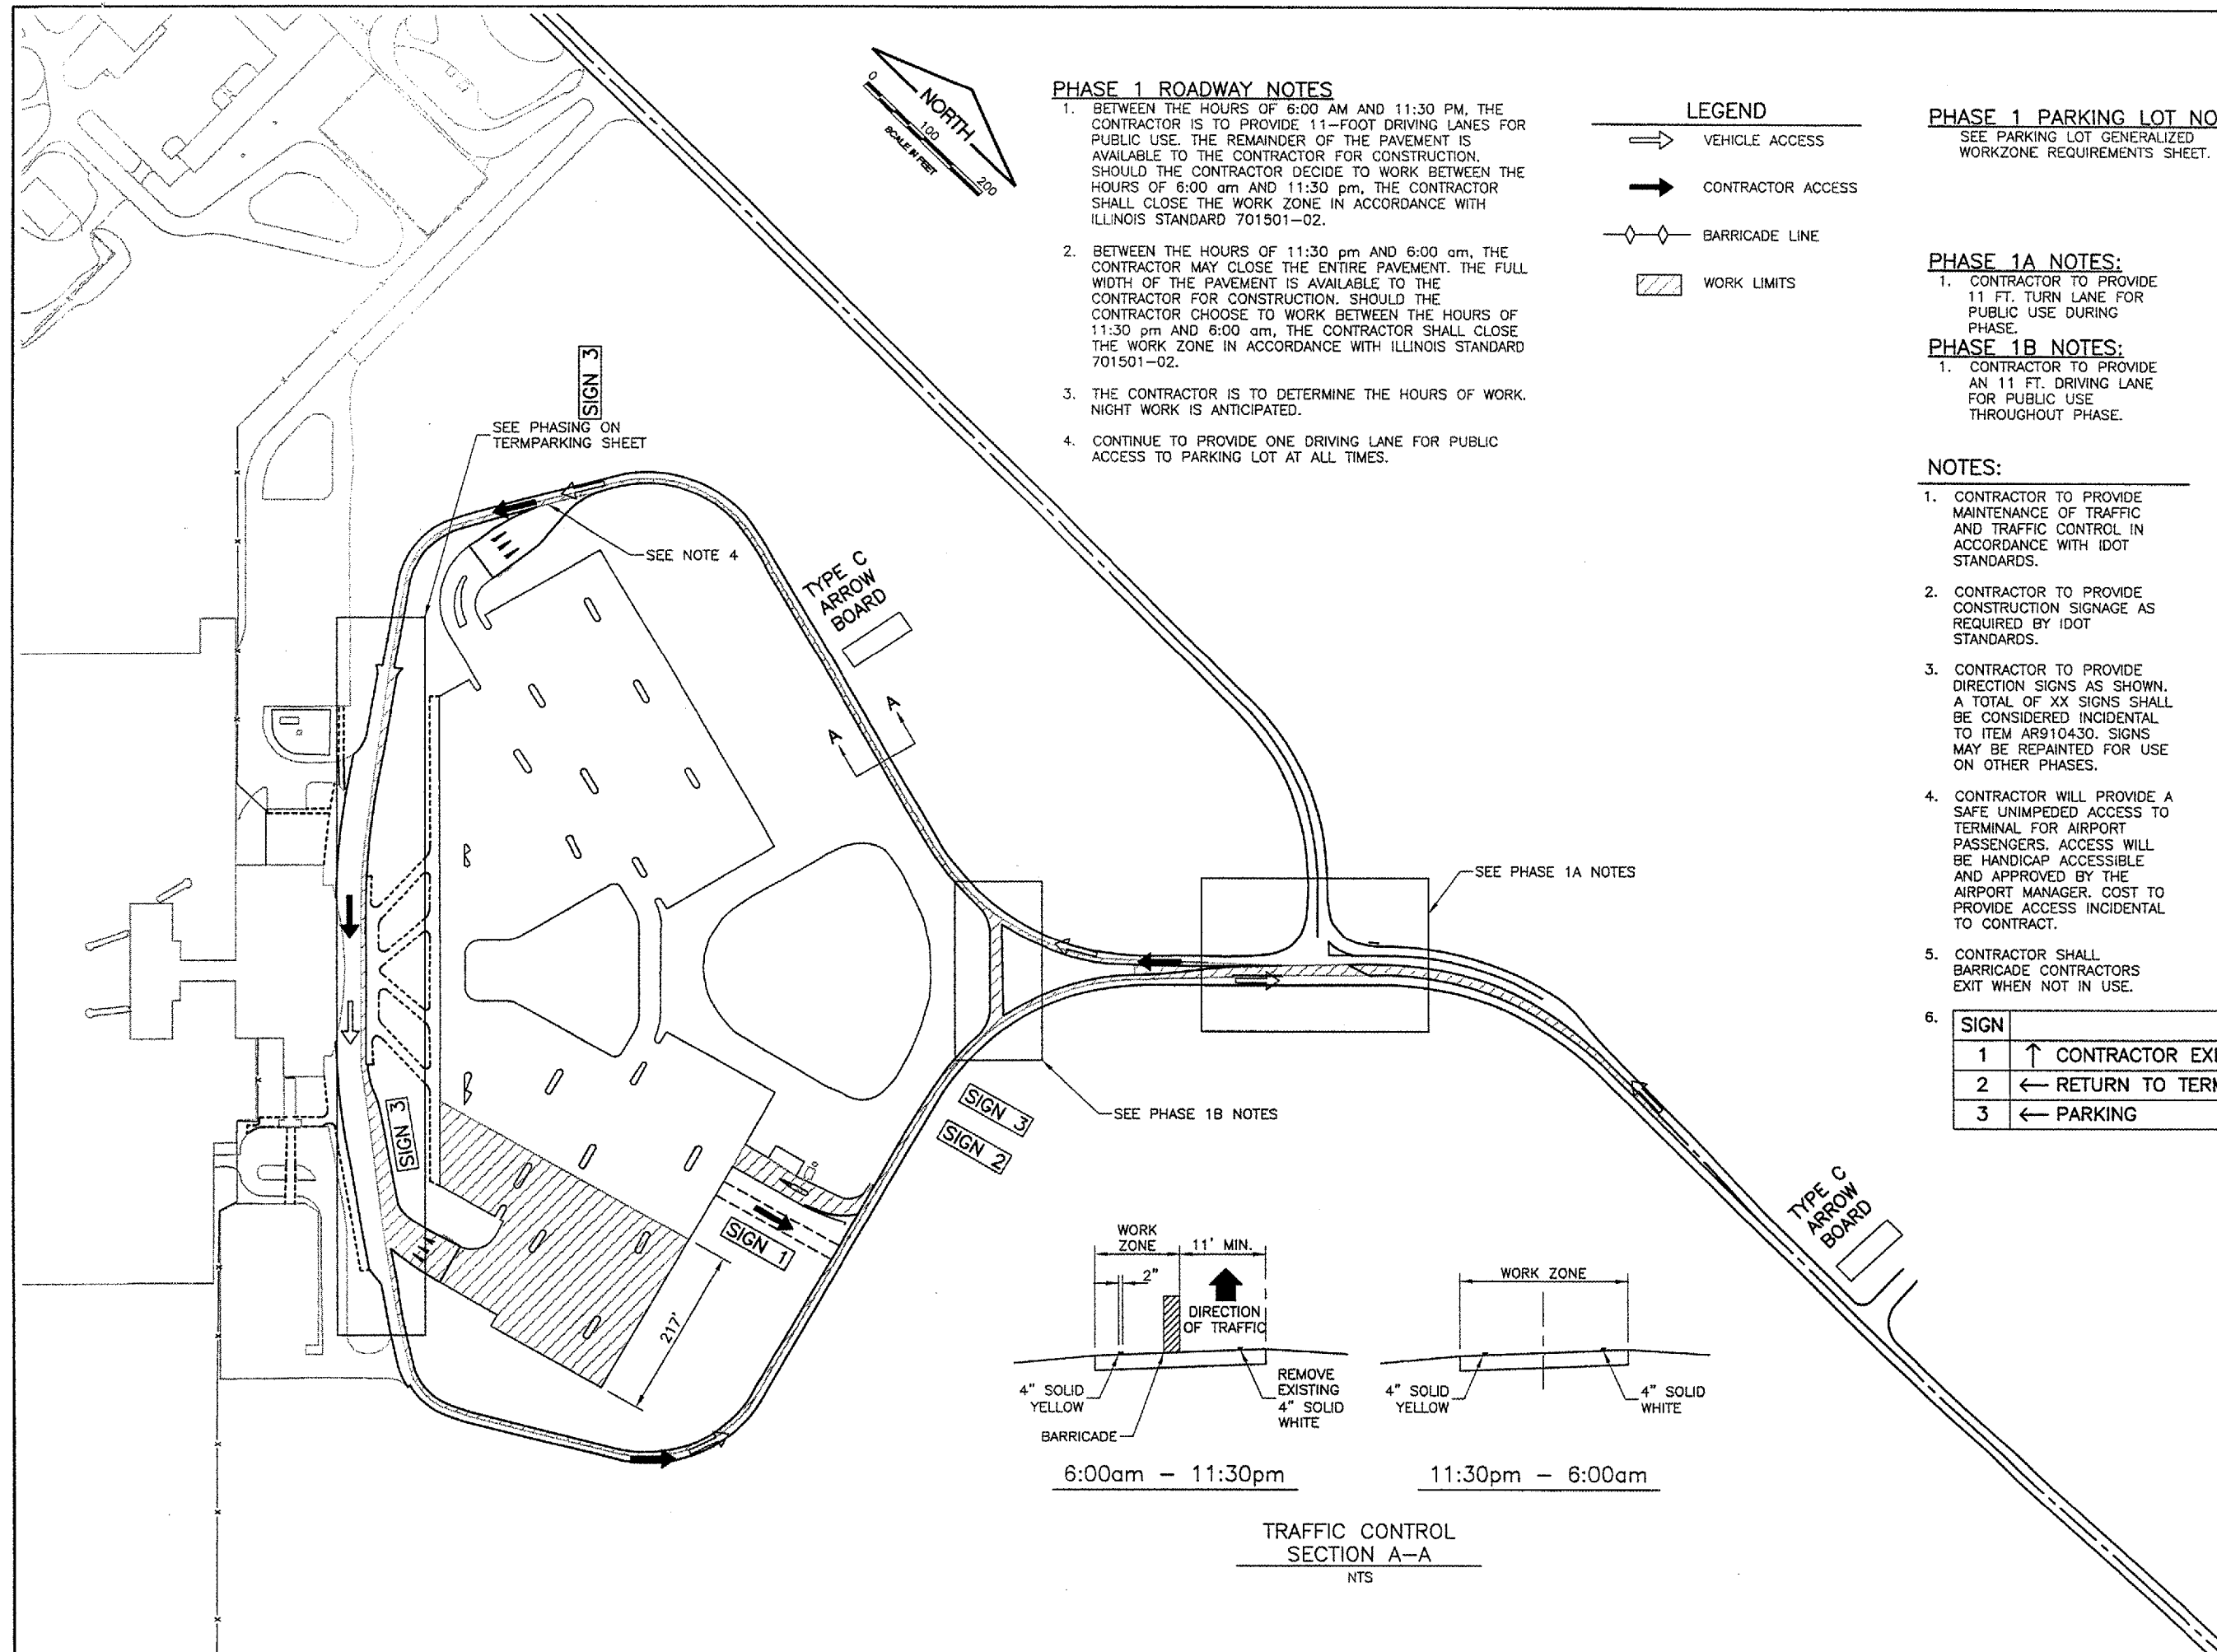 0
NORTH
100
SCALE IN FEET
200
PHASE 1 ROADWAY NOTES
1. BETWEEN THE HOURS OF 6:00 AM AND 11:30 PM, THE
CONTRACTOR IS TO PROVIDE 11-FOOT DRIVING LANES FOR
PUBLIC USE. THE REMAINDER OF THE PAVEMENT IS
AVAILABLE TO THE CONTRACTOR FOR CONSTRUCTION.
SHOULD THE CONTRACTOR DECIDE TO WORK BETWEEN THE
HOURS OF 6:00 am AND 11:30 pm, THE CONTRACTOR
SHALL CLOSE THE WORK ZONE IN ACCORDANCE WITH
ILLINOIS STANDARD 701501-02.
2. BETWEEN THE HOURS OF 11:30 pm AND 6:00 am, THE
CONTRACTOR MAY CLOSE THE ENTIRE PAVEMENT. THE FULL
WIDTH OF THE PAVEMENT IS AVAILABLE TO THE
CONTRACTOR FOR CONSTRUCTION. SHOULD THE
CONTRACTOR CHOOSE TO WORK BETWEEN THE HOURS OF
11:30 pm AND 6:00 am, THE CONTRACTOR SHALL CLOSE
THE WORK ZONE IN ACCORDANCE WITH ILLINOIS STANDARD
701501-02.
3. THE CONTRACTOR IS TO DETERMINE THE HOURS OF WORK.
NIGHT WORK IS ANTICIPATED.
4. CONTINUE TO PROVIDE ONE DRIVING LANE FOR PUBLIC
ACCESS TO PARKING LOT AT ALL TIMES.
LEGEND
VEHICLE ACCESS
CONTRACTOR ACCESS
BARRICADE LINE
WORK LIMITS
PHASE 1 PARKING LOT NO
SEE PARKING LOT GENERALIZED
WORKZONE REQUIREMENTS SHEET.
PHASE 1A NOTES:
1. CONTRACTOR TO PROVIDE
11 FT. TURN LANE FOR
PUBLIC USE DURING
PHASE.
PHASE 1B NOTES:
1. CONTRACTOR TO PROVIDE
AN 11 FT. DRIVING LANE
FOR PUBLIC USE
THROUGHOUT PHASE.
NOTES:
1. CONTRACTOR TO PROVIDE
MAINTENANCE OF TRAFFIC
AND TRAFFIC CONTROL IN
ACCORDANCE WITH IDOT
STANDARDS.
2. CONTRACTOR TO PROVIDE
CONSTRUCTION SIGNAGE AS
REQUIRED BY IDOT
STANDARDS.
3. CONTRACTOR TO PROVIDE
DIRECTION SIGNS AS SHOWN.
A TOTAL OF XX SIGNS SHALL
BE CONSIDERED INCIDENTAL
TO ITEM AR910430. SIGNS
MAY BE REPAINTED FOR USE
ON OTHER PHASES.
4. CONTRACTOR WILL PROVIDE A
SAFE UNIMPEDED ACCESS TO
TERMINAL FOR AIRPORT
PASSENGERS. ACCESS WILL
BE HANDICAP ACCESSIBLE
AND APPROVED BY THE
AIRPORT MANAGER. COST TO
PROVIDE ACCESS INCIDENTAL
TO CONTRACT.
5. CONTRACTOR SHALL
BARRICADE CONTRACTORS
EXIT WHEN NOT IN USE.
6. SIGN
1 ↑ CONTRACTOR EXI
2 ← RETURN TO TERM
3 ← PARKING
SIGN 3
SEE PHASING ON
TERMPARKING SHEET
SEE NOTE 4
TYPE C
ARROW
BOARD
A
A
SEE PHASE 1A NOTES
SEE PHASE 1B NOTES
SIGN 3
SIGN 2
SIGN 3
SIGN 1
217'
TYPE C
ARROW
BOARD
WORK
ZONE
11' MIN.
2"
DIRECTION
OF TRAFFIC
4" SOLID
YELLOW
BARRICADE
REMOVE
EXISTING
4" SOLID
WHITE
6:00am - 11:30pm
WORK ZONE
4" SOLID
YELLOW
4" SOLID
WHITE
11:30pm - 6:00am
TRAFFIC CONTROL
SECTION A-A
NTS